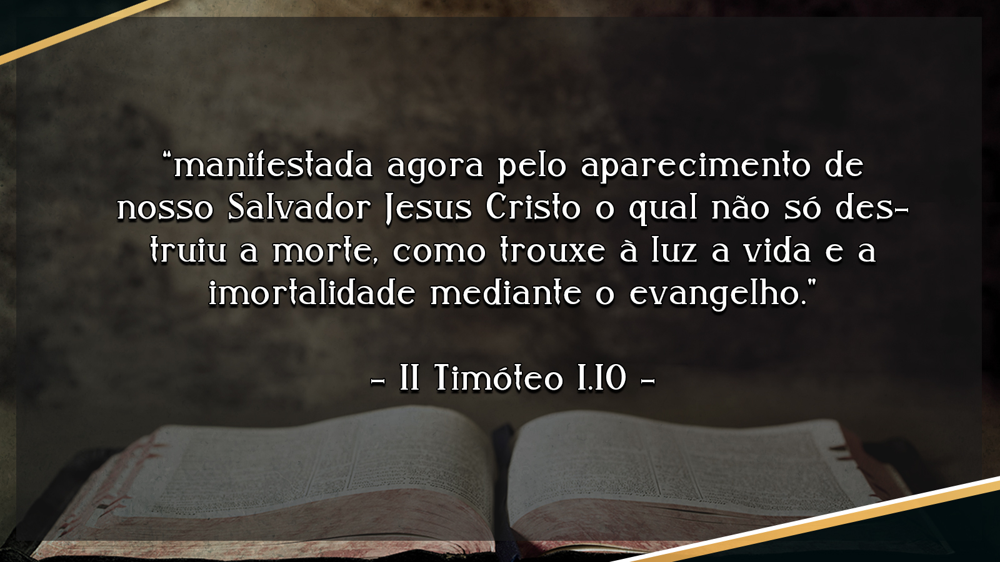 “manifestada agora pelo aparecimento de
nosso Salvador Jesus Cristo o qual não só des-
truiu a morte, como trouxe à luz a vida e a
imortalidade mediante o evangelho."
- II Timóteo 1.10 -